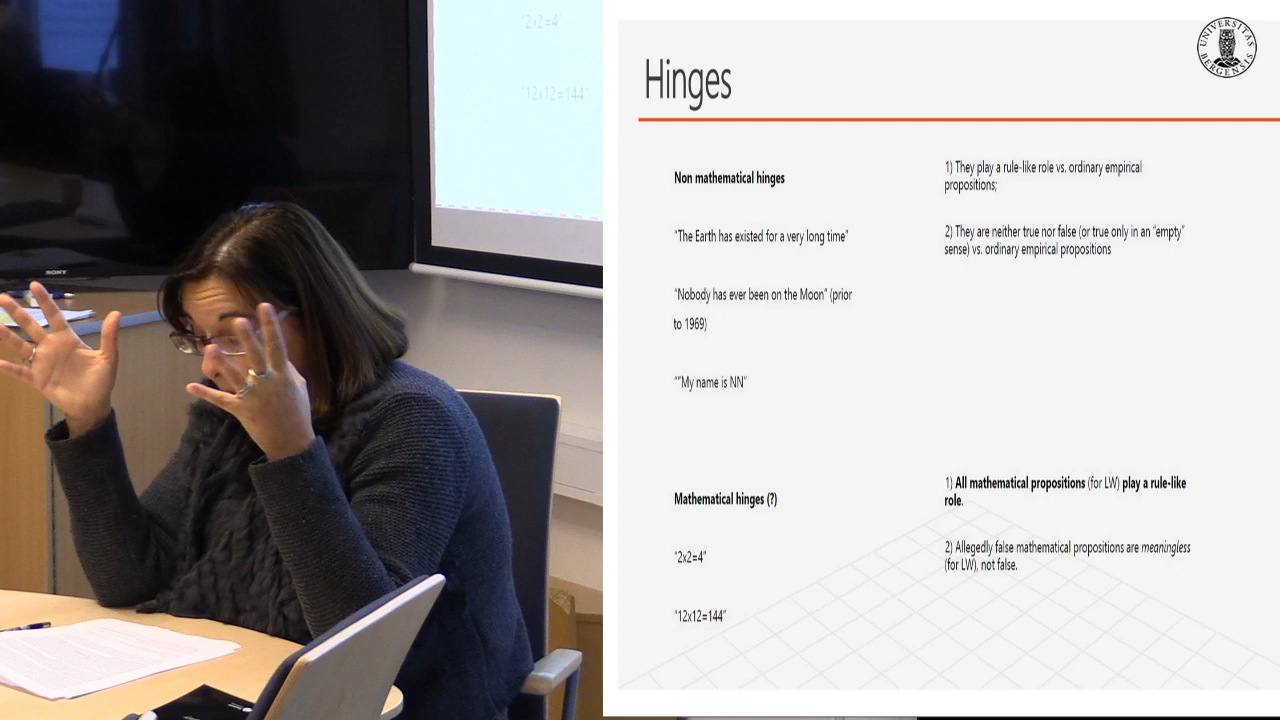 "2x2=4"
"12x12=144"
SONY
Hinges
UNIVERSITAS
BERGENSIS
Non mathematical hinges
"The Earth has existed for a very long time"
"Nobody has ever been on the Moon" (prior
to 1969)
""My name is NN"
1) They play a rule-like role vs. ordinary empirical
propositions;
2) They are neither true nor false (or true only in an "empty"
sense) vs. ordinary empirical propositions
Mathematical hinges (?)
"2x2=4"
"12x12=144"
1) All mathematical propositions (for LW) play a rule-like
role.
2) Allegedly false mathematical propositions are meaningless
(for LW), not false.